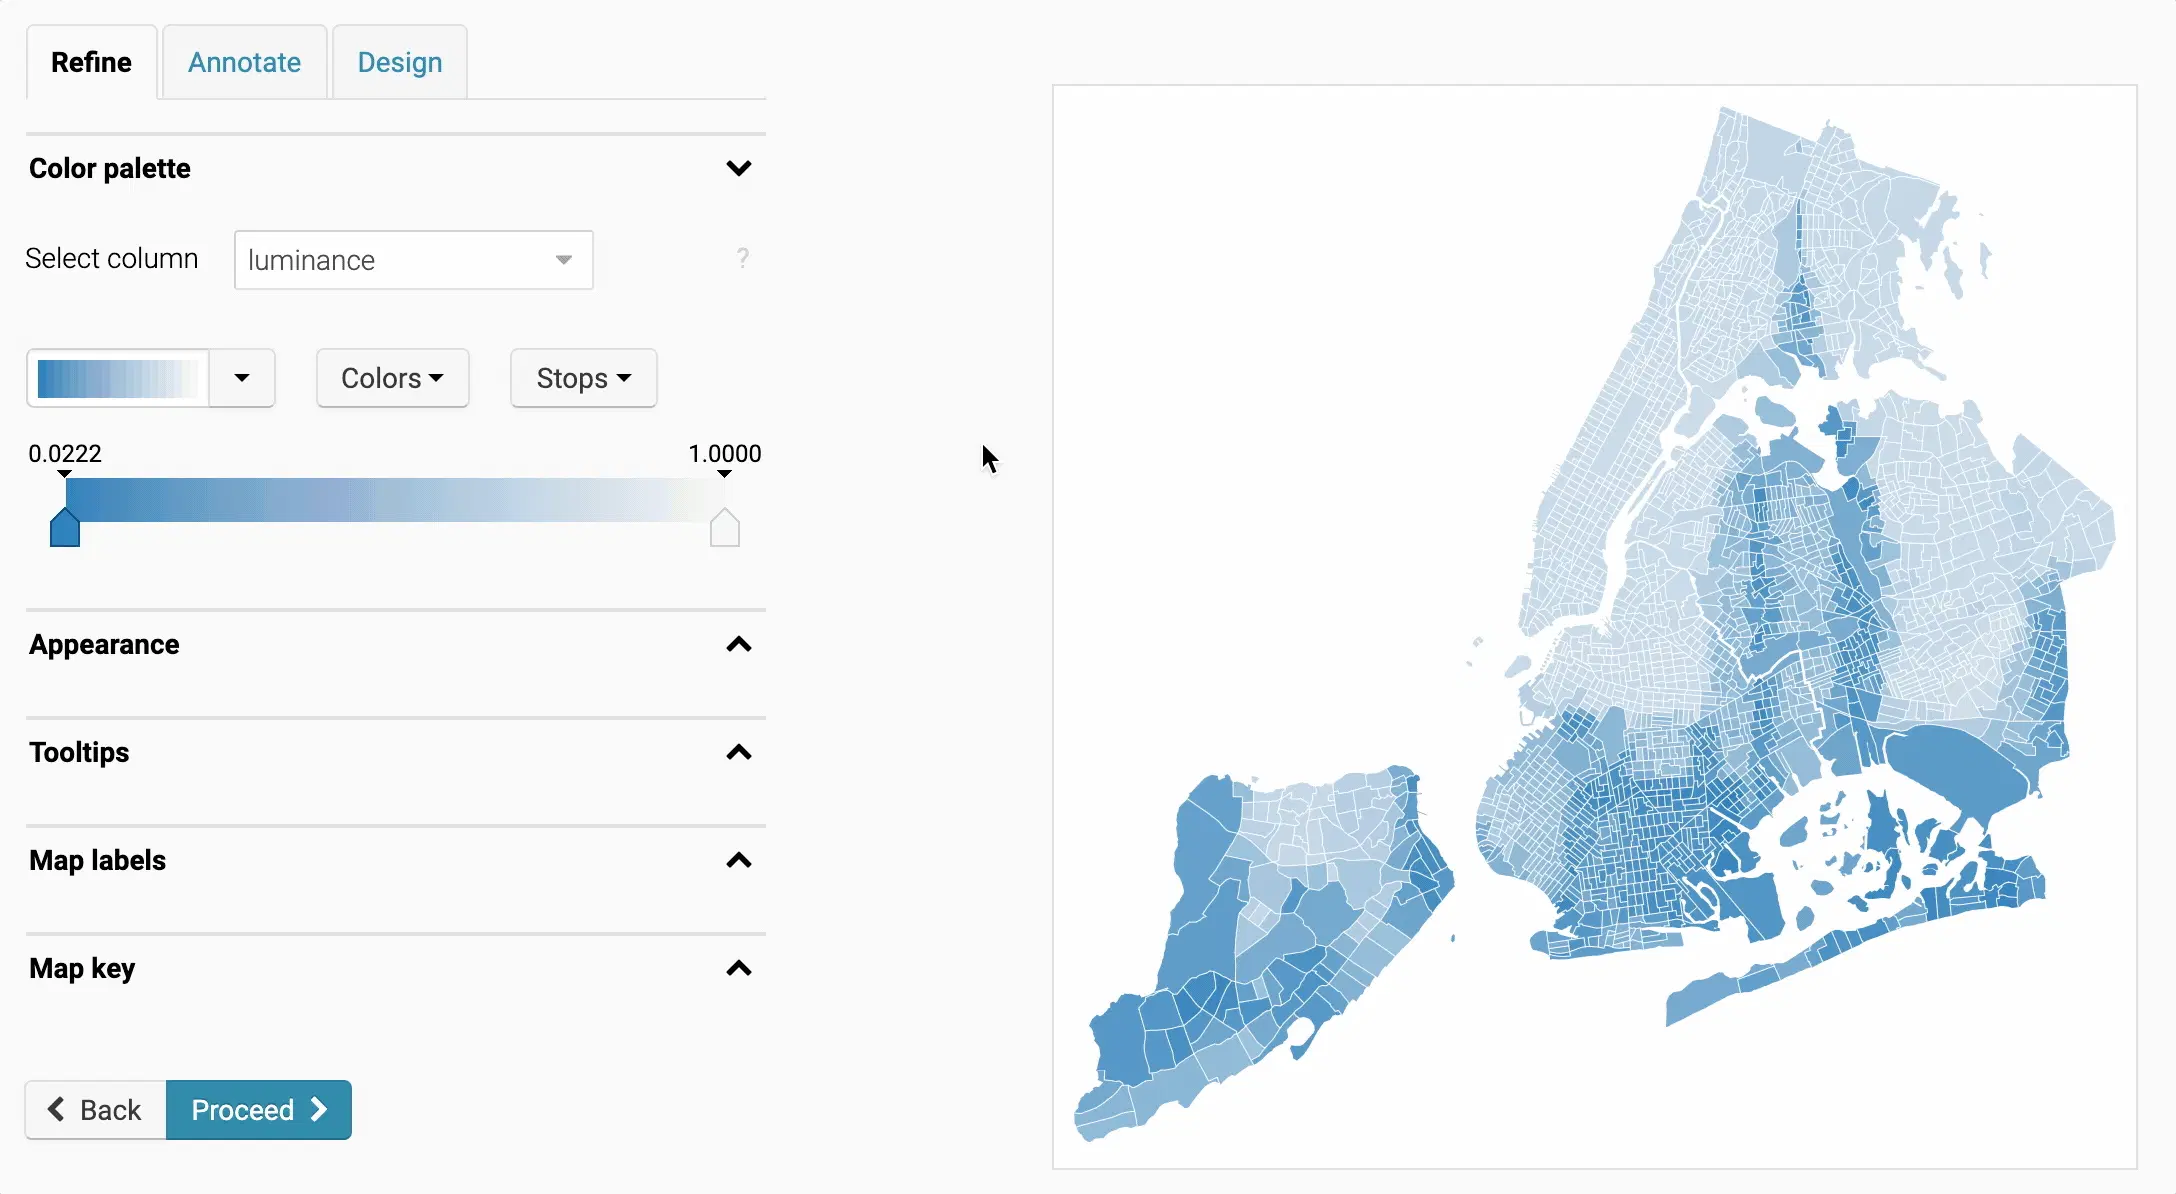 Refine
Annotate
Design
Color palette
Select column
luminance
?
Colors
Stops
0.0222
1.0000
Appearance
Tooltips
Map labels
Map key
Back
Proceed